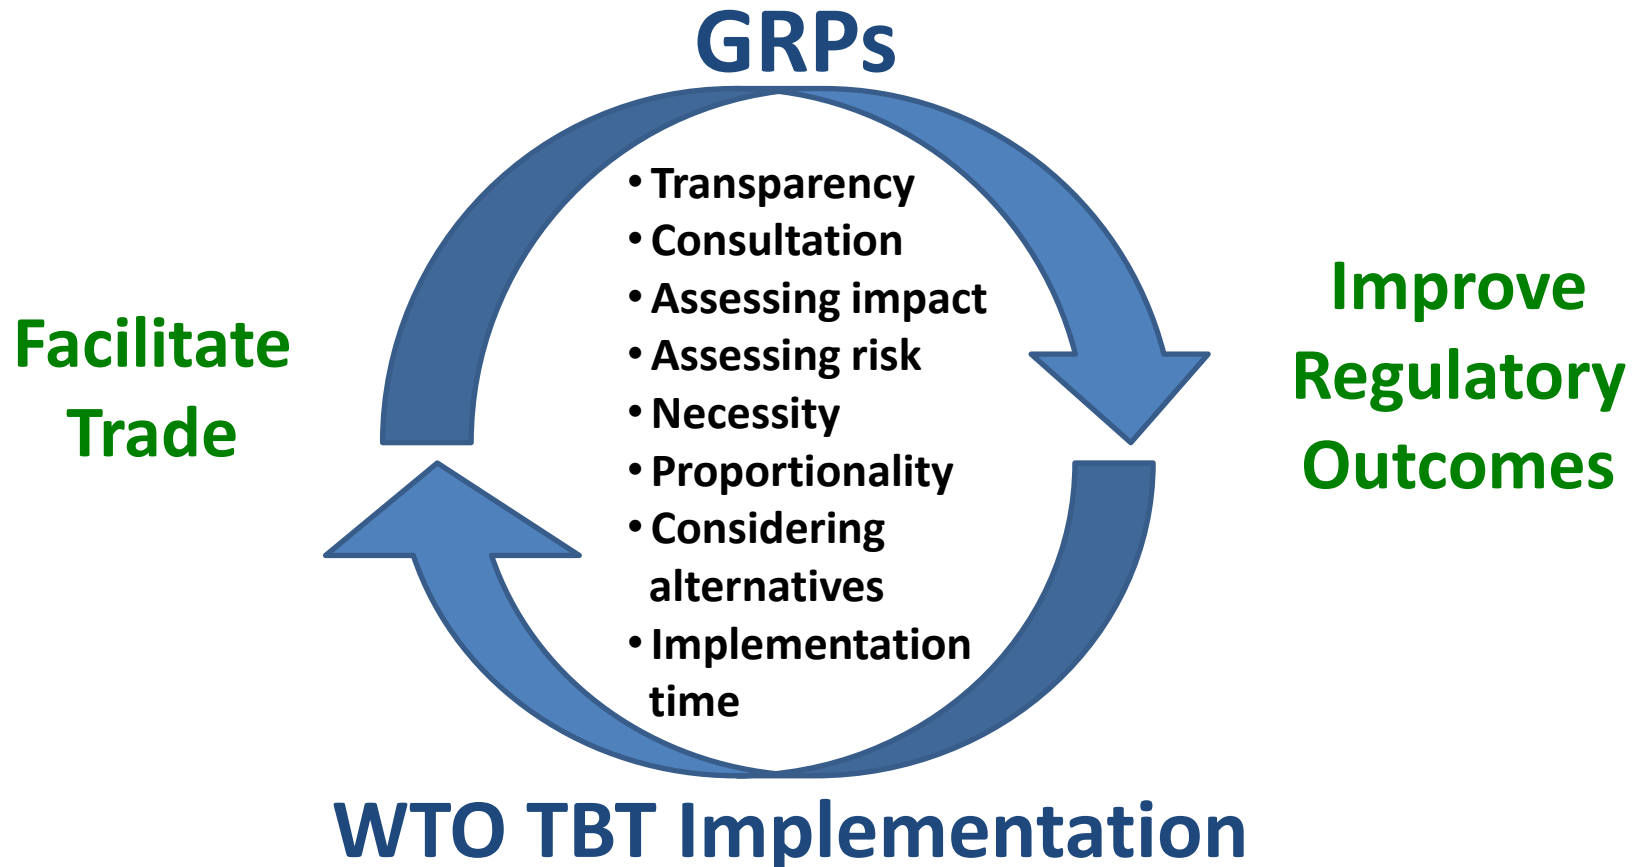 GRPs
• Transparency
• Consultation
• Assessing impact
• Assessing risk
• Necessity
• Proportionality
• Considering
alternatives
• Implementation
time
Facilitate
Trade
Improve
Regulatory
Outcomes
WTO TBT Implementation